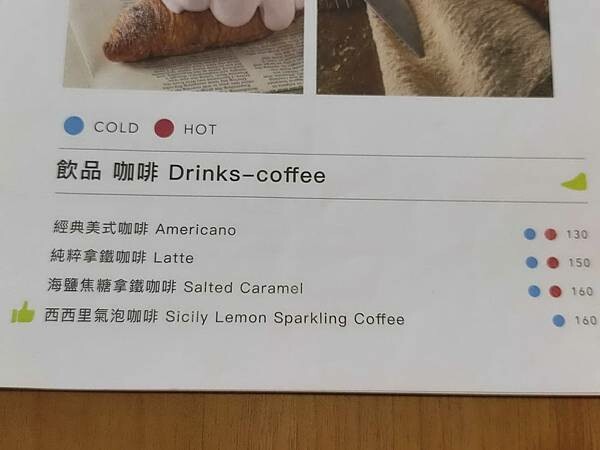 COLD HOT
飲品 咖啡 Drinks-coffee
經典美式咖啡 Americano 130
純粹拿鐵咖啡 Latte 150
海鹽焦糖拿鐵咖啡 Salted Caramel 160
西西里氣泡咖啡 Sicily Lemon Sparkling Coffee 160